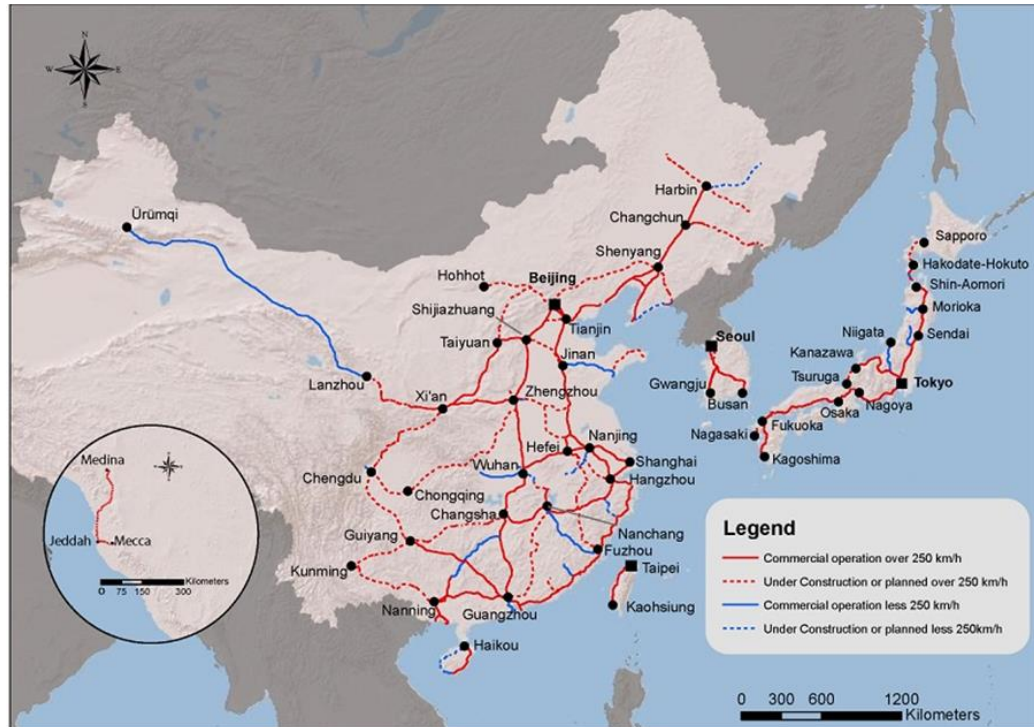 N
W
E
S
Harbin
Ürümqi
Changchun
Sapporo
Shenyang
Hakodate-Hokuto
Hohhot
Beijing
Shin-Aomori
Shijiazhuang
Morioka
Tianjin
Niigata
Sendai
Taiyuan
Seoul
Kanazawa
Jinan
Lanzhou
Gwangju
Tsuruga
Tokyo
Xi'an
Zhengzhou
Busan
Osaka
Nagoya
Nagasaki
Fukuoka
Hefei
Nanjing
Kagoshima
Medina
Chengdu
Wuhan
Shanghai
Hangzhou
Chongqing
Changsha
Nanchang
Jeddah
Mecca
Guiyang
Fuzhou
Kunming
Taipei
0 75 150 300
Kilometers
Nanning
Guangzhou
Kaohsiung
Haikou
Legend
Commercial operation over 250 km/h
Under Construction or planned over 250 km/h
Commercial operation less 250 km/h
Under Construction or planned less 250km/h
0 300 600 1200
Kilometers